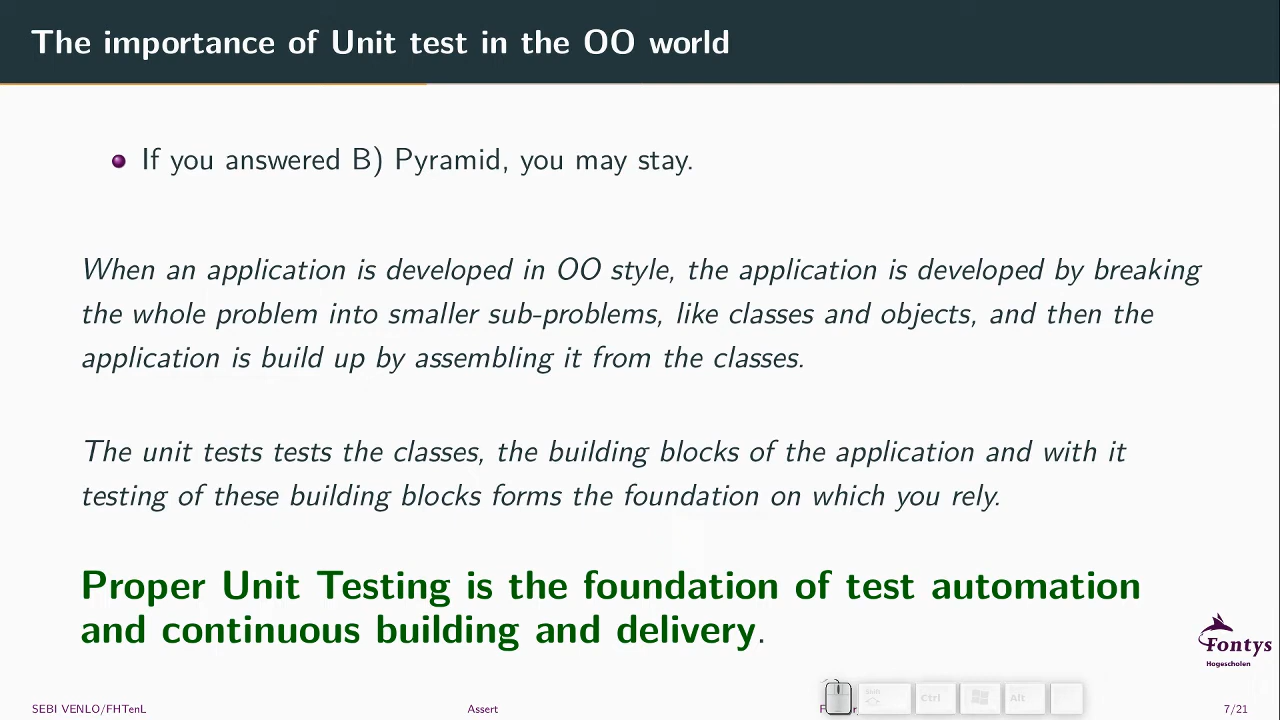 The importance of Unit test in the OO world
If you answered B) Pyramid, you may stay.
When an application is developed in OO style, the application is developed by breaking
the whole problem into smaller sub-problems, like classes and objects, and then the
application is build up by assembling it from the classes.
The unit tests tests the classes, the building blocks of the application and with it
testing of these building blocks forms the foundation on which you rely.
Proper Unit Testing is the foundation of test automation
and continuous building and delivery.
Fontys
Hogescholen
Shift
Ctrl
Alt
SEBI VENLO/FHTenL
Assert
7/21